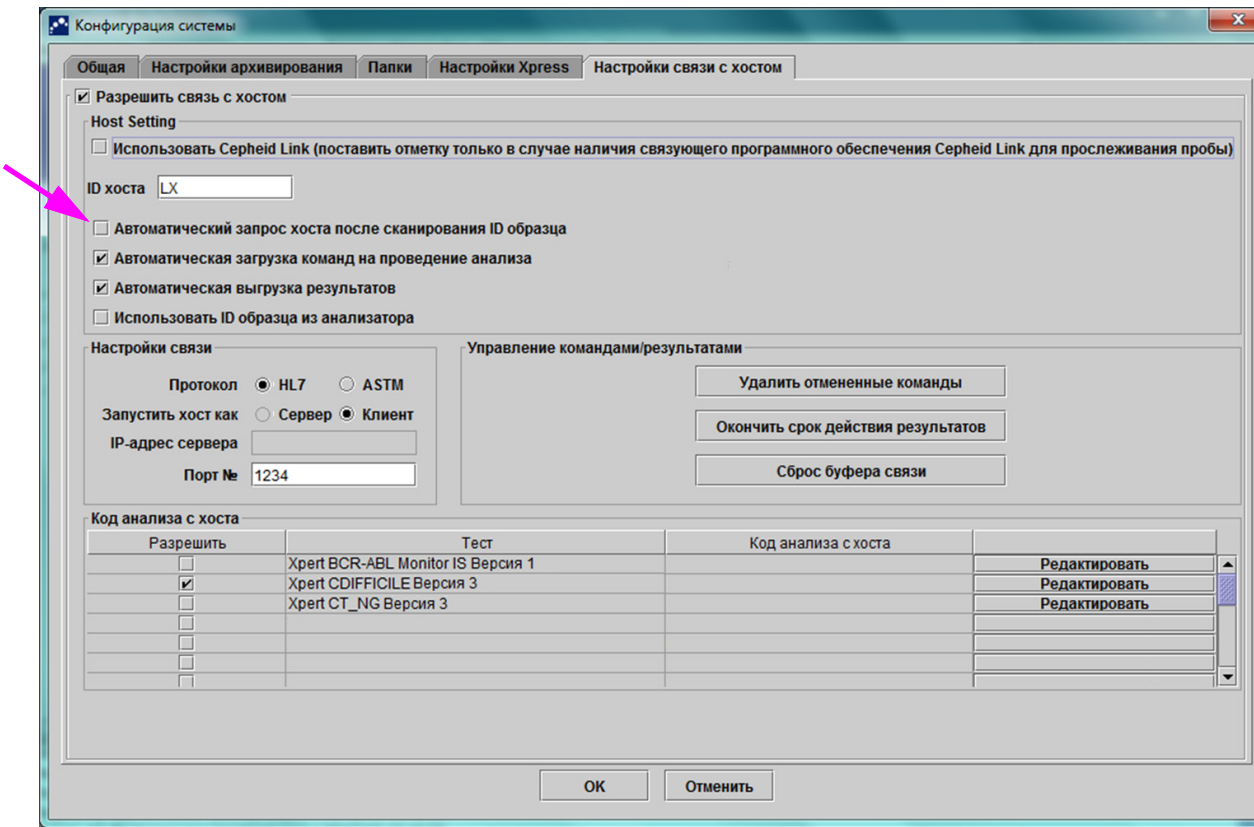 Конфигурация системы
Общая Настройки архивирования Папки Настройки Xpress Настройки связи с хостом
Разрешить связь с хостом
Host Setting
Использовать Cepheid Link (поставить отметку только в случае наличия связующего программного обеспечения Cepheid Link для прослеживания пробы)
ID хоста LX
Автоматический запрос хоста после сканирования ID образца
Автоматическая загрузка команд на проведение анализа
Автоматическая выгрузка результатов
Использовать ID образца из анализатора
Настройки связи
Протокол HL7 ASTM
Запустить хост как Сервер Клиент
IP-адрес сервера
Порт № 1234
Управление командами/результатами
Удалить отмененные команды
Окончить срок действия результатов
Сброс буфера связи
Код анализа с хоста
Разрешить Тест Код анализа с хоста
Xpert BCR-ABL Monitor IS Версия 1 Редактировать
Xpert CDIFFICILE Версия 3 Редактировать
Xpert CT_NG Версия 3 Редактировать
OK Отменить